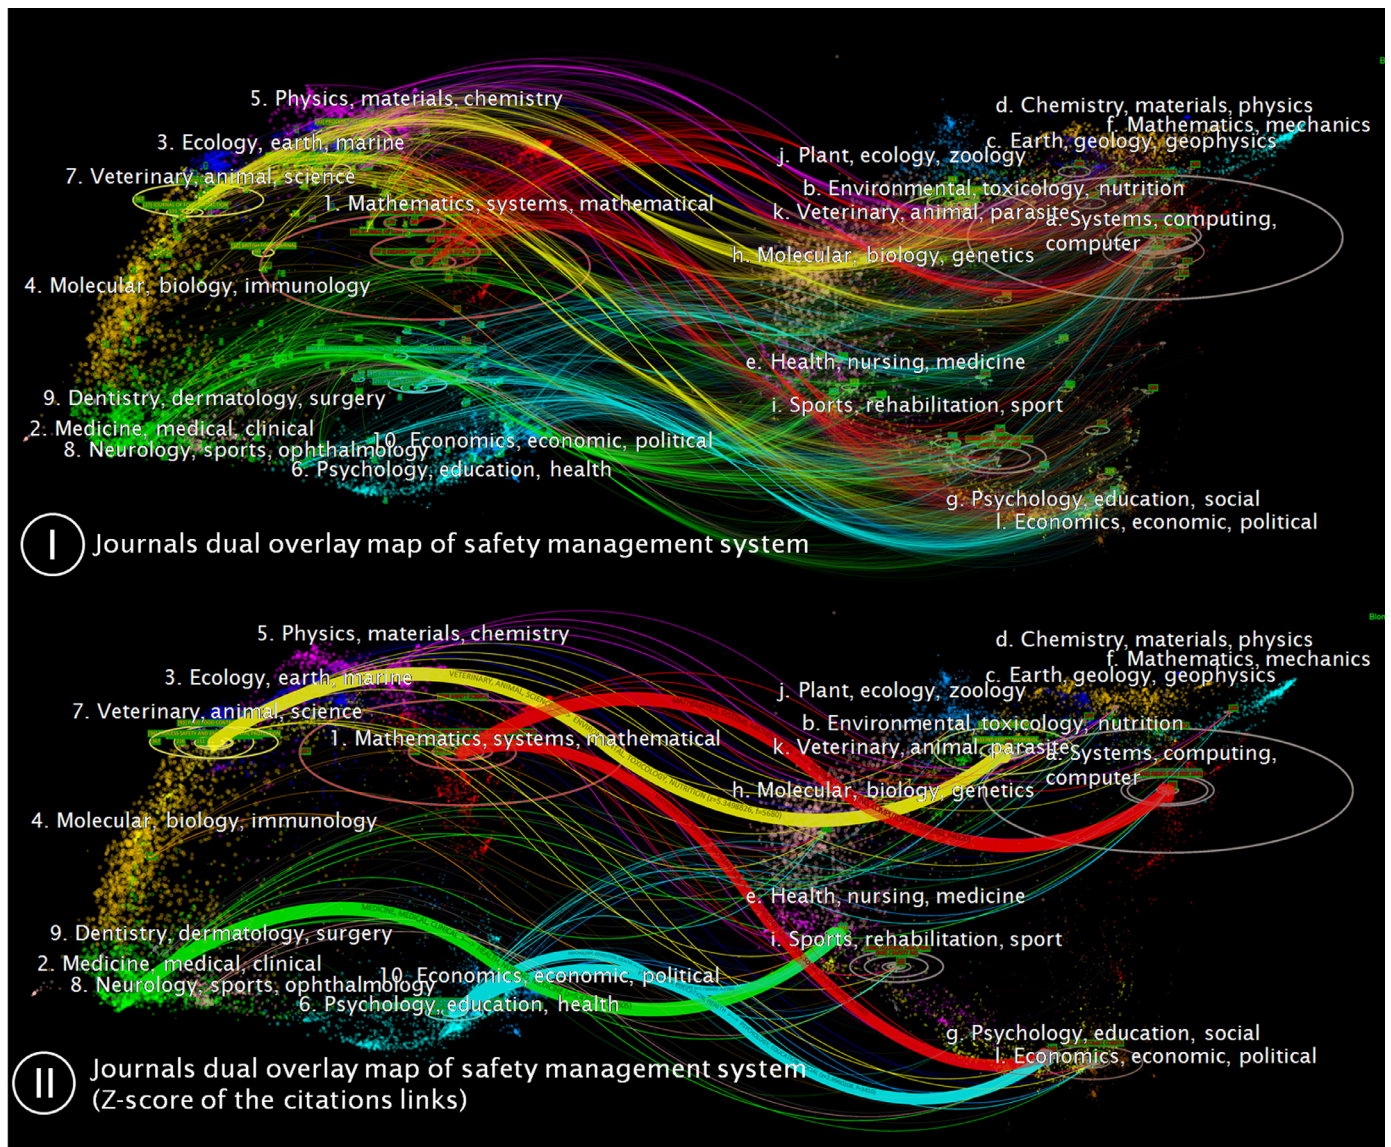 5. Physics, materials, chemistry
3. Ecology, earth, marine
7. Veterinary, animal, science
1. Mathematics, systems, mathematical
4. Molecular, biology, immunology
9. Dentistry, dermatology, surgery
2. Medicine, medical, clinical
8. Neurology, sports, ophthalmology
10. Economics, economic, political
6. Psychology, education, health
d. Chemistry, materials, physics
f. Mathematics, mechanics
c. Earth, geology, geophysics
j. Plant, ecology, zoology
b. Environmental, toxicology, nutrition
k. Veterinary, animal, parasite
a. Systems, computing,
computer
h. Molecular, biology, genetics
e. Health, nursing, medicine
i. Sports, rehabilitation, sport
g. Psychology, education, social
l. Economics, economic, political
I Journals dual overlay map of safety management system
5. Physics, materials, chemistry
3. Ecology, earth, marine
7. Veterinary, animal, science
1. Mathematics, systems, mathematical
4. Molecular, biology, immunology
9. Dentistry, dermatology, surgery
2. Medicine, medical, clinical
8. Neurology, sports, ophthalmology
10. Economics, economic, political
6. Psychology, education, health
d. Chemistry, materials, physics
f. Mathematics, mechanics
c. Earth, geology, geophysics
j. Plant, ecology, zoology
b. Environmental, toxicology, nutrition
k. Veterinary, animal, parasite
a. Systems, computing,
computer
h. Molecular, biology, genetics
e. Health, nursing, medicine
i. Sports, rehabilitation, sport
g. Psychology, education, social
l. Economics, economic, political
II Journals dual overlay map of safety management system
(Z-score of the citations links)